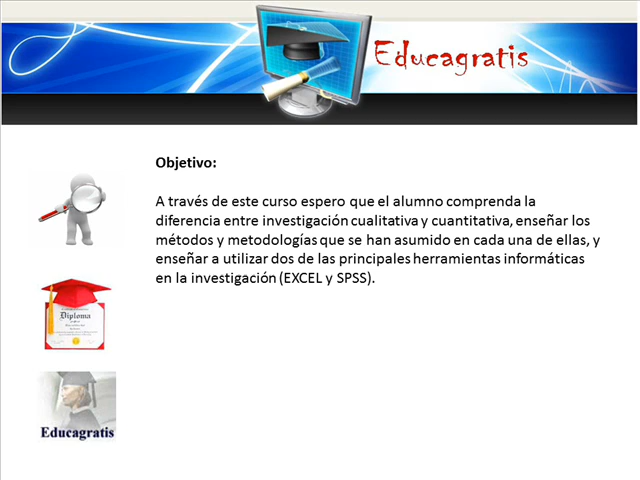 Educagratis
Objetivo:
A través de este curso espero que el alumno comprenda la
diferencia entre investigación cualitativa y cuantitativa, enseñar los
métodos y metodologías que se han asumido en cada una de ellas, y
enseñar a utilizar dos de las principales herramientas informáticas
en la investigación (EXCEL y SPSS).
Diploma
Educagratis